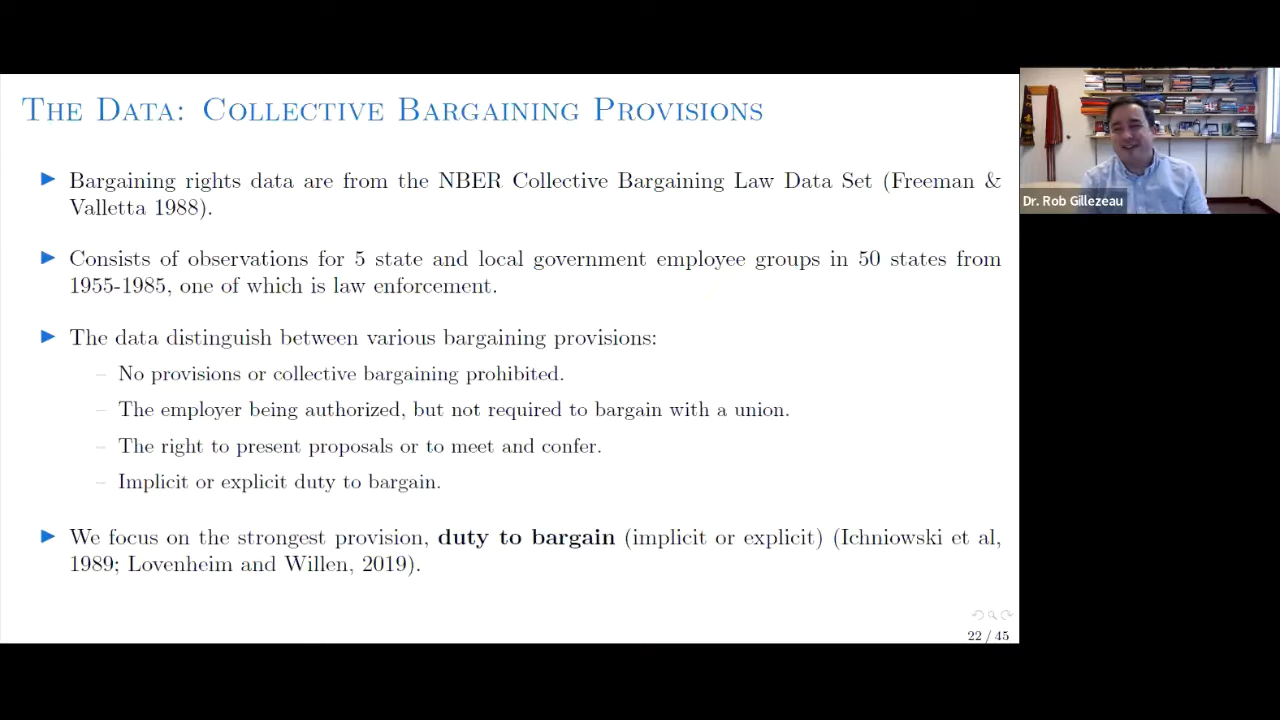 The Data: Collective Bargaining Provisions
Bargaining rights data are from the NBER Collective Bargaining Law Data Set (Freeman &
Valletta 1988).
Consists of observations for 5 state and local government employee groups in 50 states from
1955-1985, one of which is law enforcement.
The data distinguish between various bargaining provisions:
– No provisions or collective bargaining prohibited.
– The employer being authorized, but not required to bargain with a union.
– The right to present proposals or to meet and confer.
– Implicit or explicit duty to bargain.
We focus on the strongest provision, duty to bargain (implicit or explicit) (Ichniowski et al,
1989; Lovenheim and Willen, 2019).
22 / 45
Dr. Rob Gillezeau